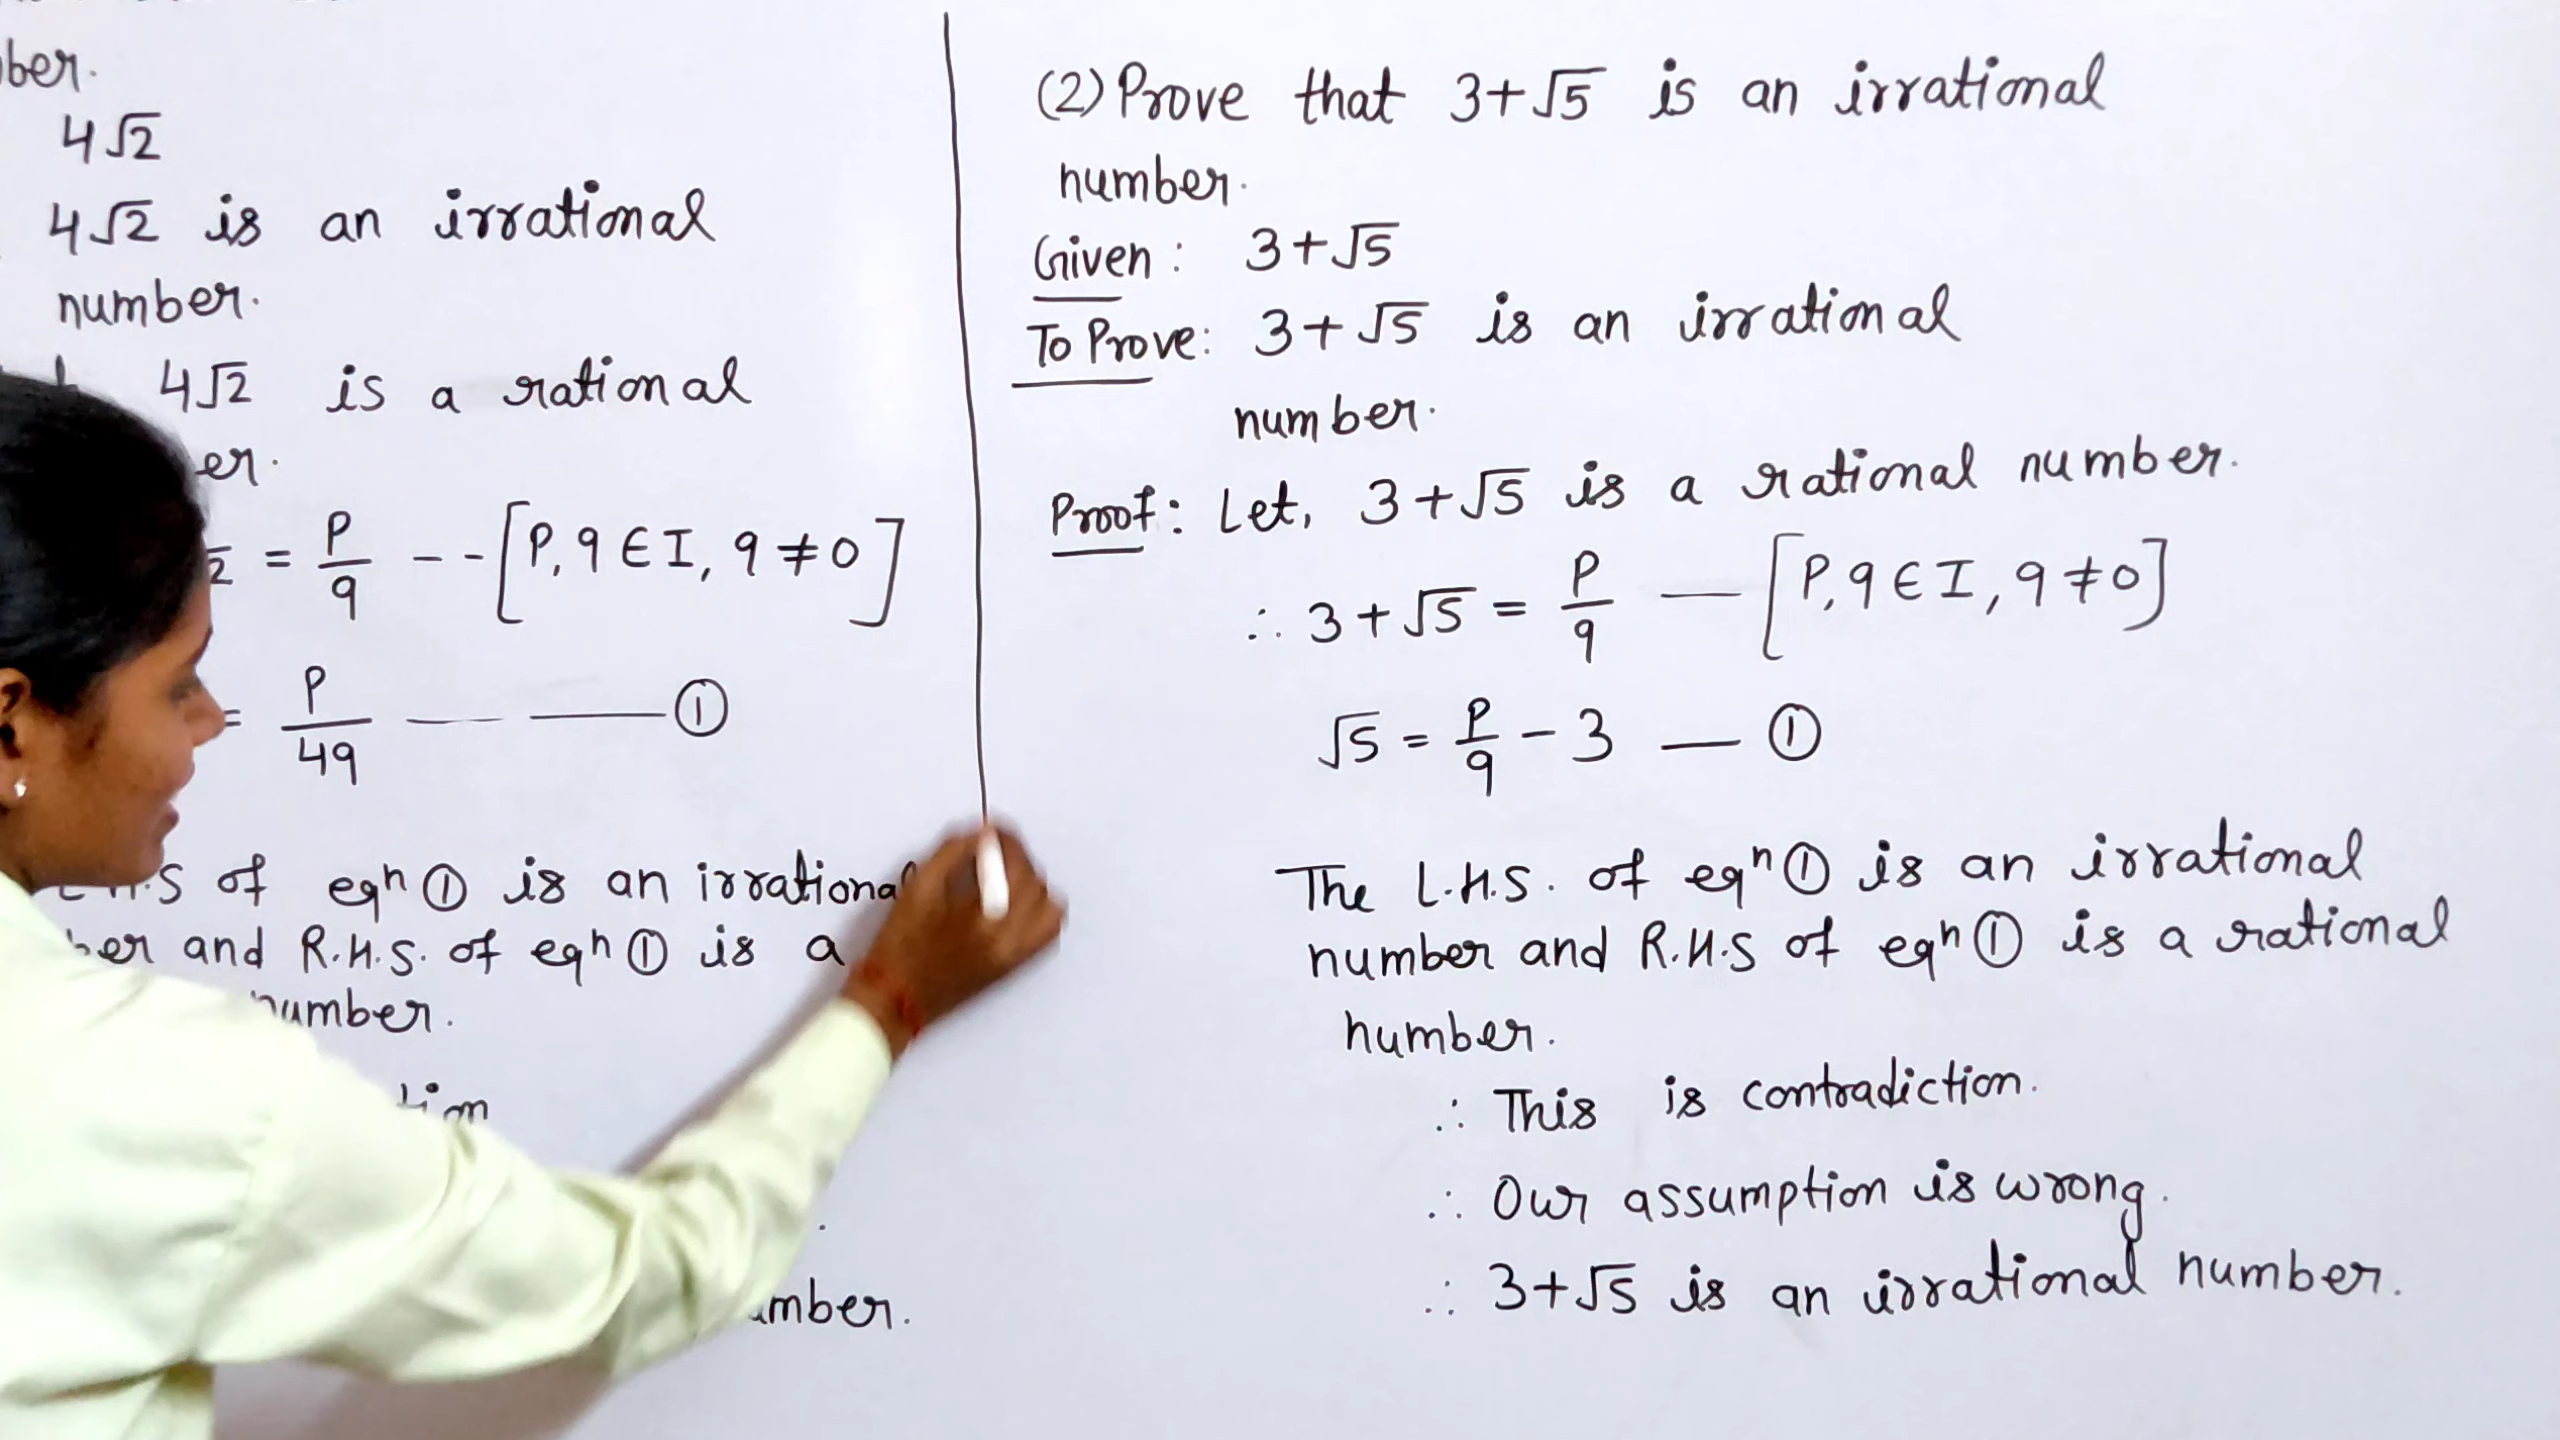 ber.
4√2
4√2 is an irrational
number.
4√2 is a rational
er.
2 = P/q --[P, q ∈ I, q ≠ 0]
= P/4q ——— ①
L.H.S of eqⁿ ① is an irrational
ber and R.H.S. of eqⁿ ① is a
number.
mber.
(2) Prove that 3+√5 is an irrational
number.
Given : 3+√5
To Prove: 3+√5 is an irrational
number.
Proof : Let, 3+√5 is a rational number.
∴ 3+√5 = P/q — [P, q ∈ I, q ≠ 0]
√5 = P/q - 3 — ①
The L.H.S. of eqⁿ ① is an irrational
number and R.H.S of eqⁿ ① is a rational
number.
∴ This is contradiction.
∴ Our assumption is wrong.
∴ 3+√5 is an irrational number.